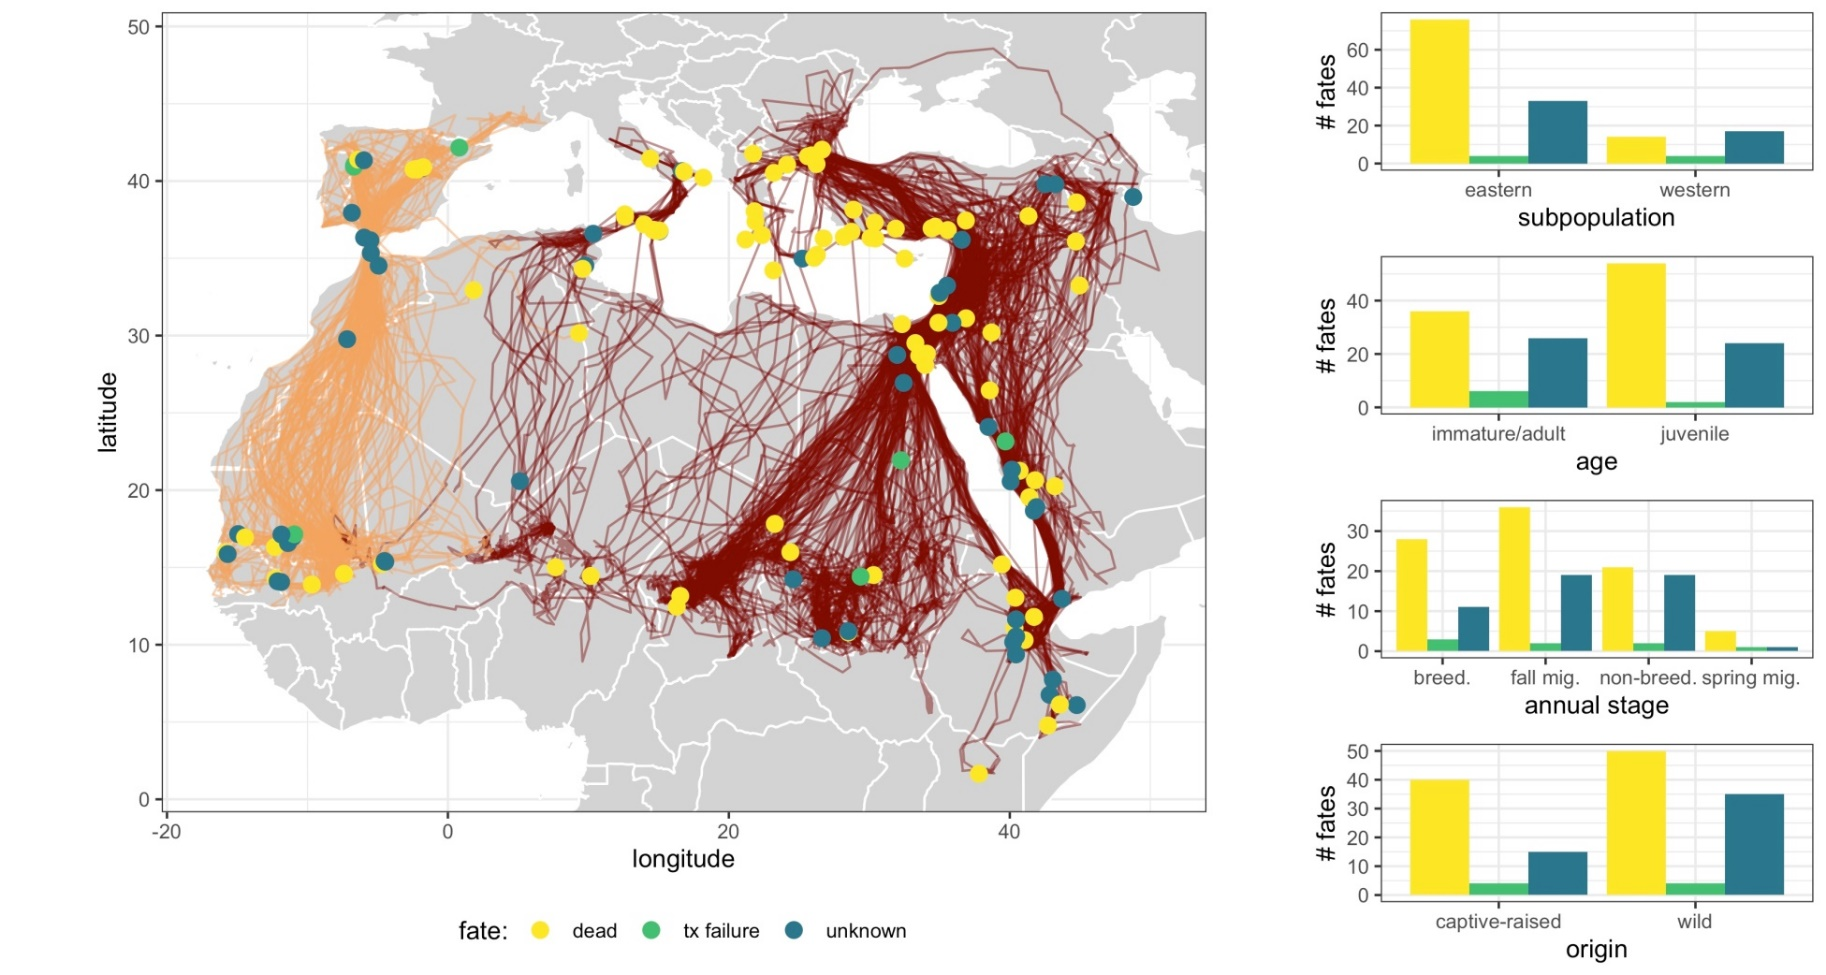 50
40
30
20
10
0
latitude
-20 0 20 40
longitude
fate: dead tx failure unknown
# fates
60
40
20
0
eastern western
subpopulation
# fates
40
20
0
immature/adult juvenile
age
# fates
30
20
10
0
breed. fall mig. non-breed. spring mig.
annual stage
# fates
50
40
30
20
10
0
captive-raised wild
origin